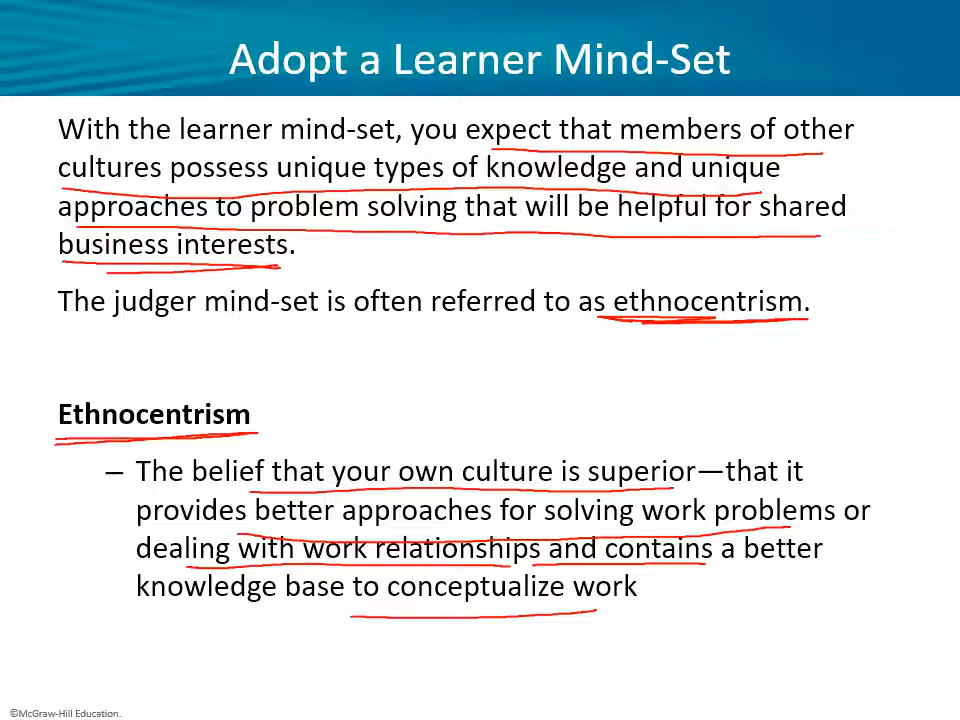 Adopt a Learner Mind-Set
With the learner mind-set, you expect that members of other
cultures possess unique types of knowledge and unique
approaches to problem solving that will be helpful for shared
business interests.
The judger mind-set is often referred to as ethnocentrism.
Ethnocentrism
– The belief that your own culture is superior—that it
provides better approaches for solving work problems or
dealing with work relationships and contains a better
knowledge base to conceptualize work
©McGraw-Hill Education.